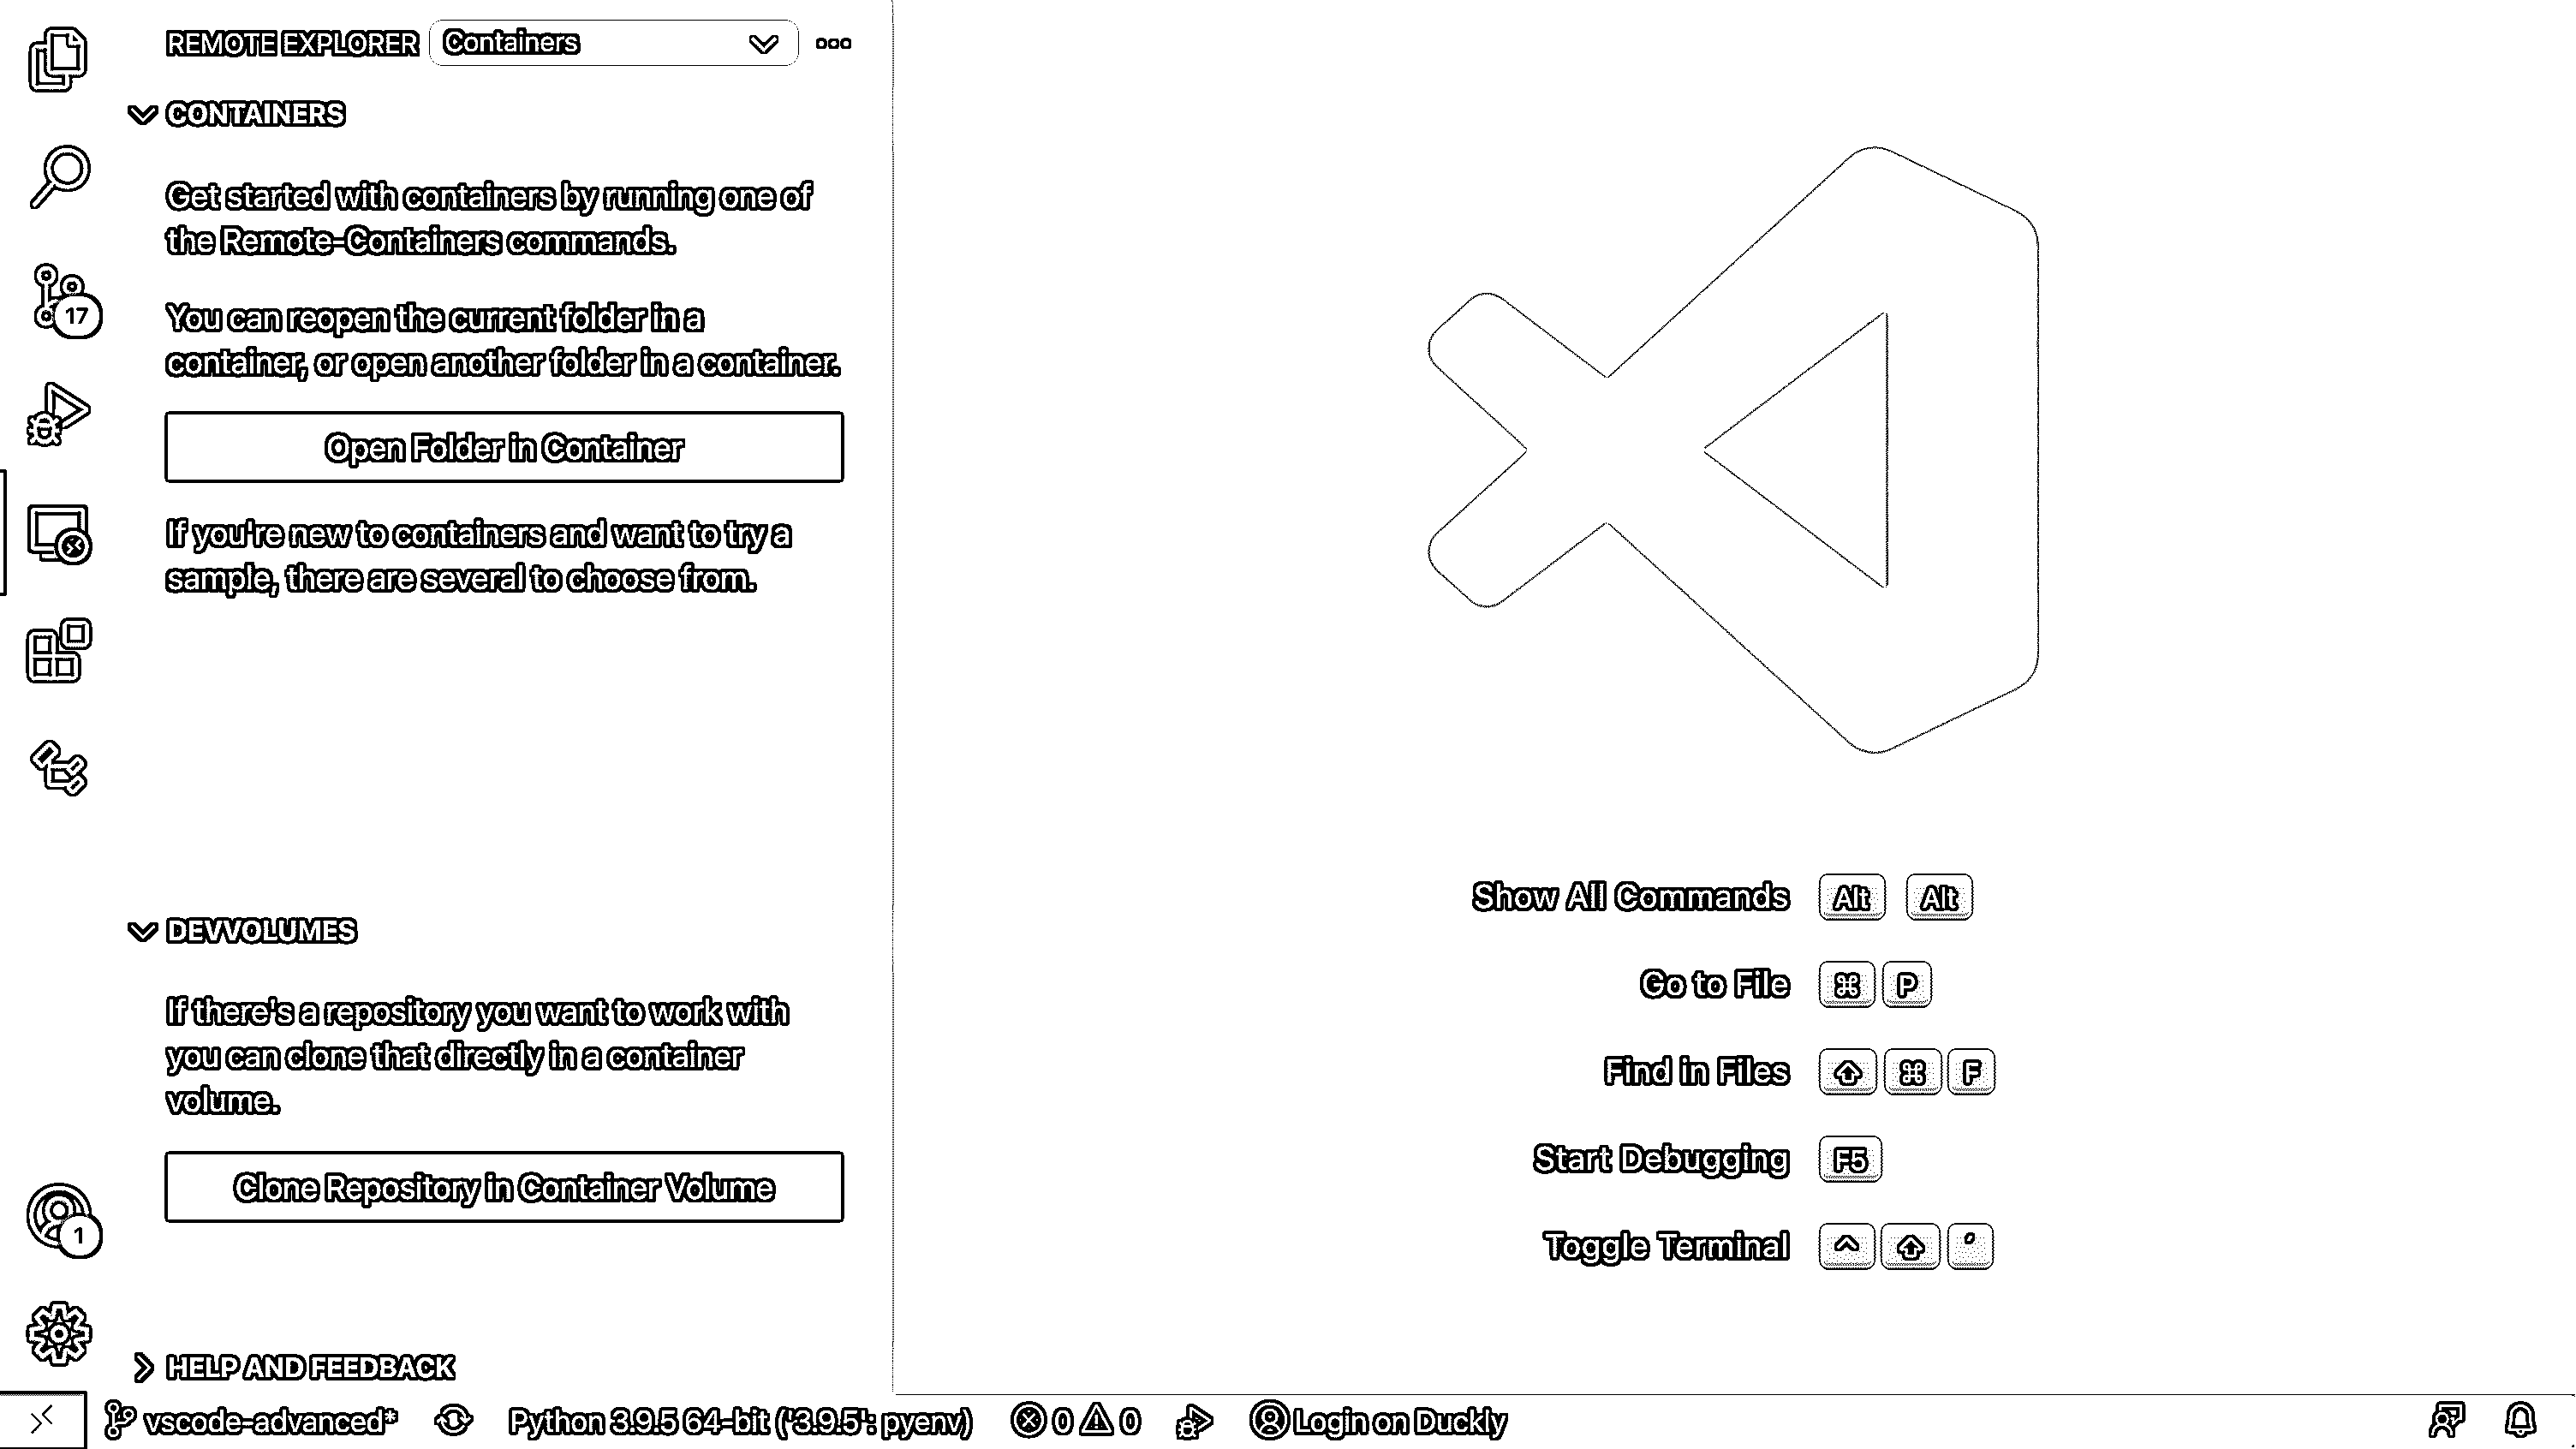 REMOTE EXPLORER Containers
CONTAINERS
Get started with containers by running one of
the Remote-Containers commands.
You can reopen the current folder in a
container, or open another folder in a container.
Open Folder in Container
If you're new to containers and want to try a
sample, there are several to choose from.
17
DEVVOLUMES
If there's a repository you want to work with
you can clone that directly in a container
volume.
Clone Repository in Container Volume
1
HELP AND FEEDBACK
Show All Commands Alt Alt
Go to File ⌘ P
Find in Files ⇧ ⌘ F
Start Debugging F5
Toggle Terminal ^ ⇧ '
vscode-advanced* Python 3.9.5 64-bit ('3.9.5': pyenv) 0 0 Login on Duckly